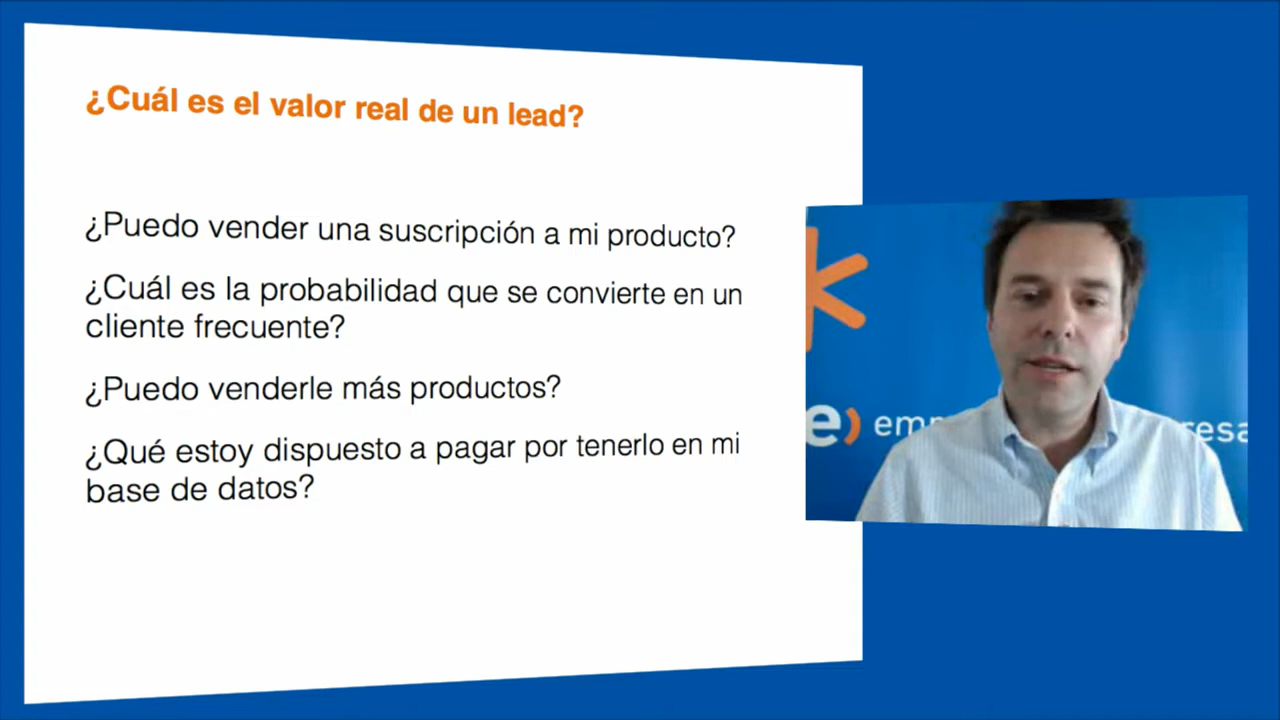 ¿Cuál es el valor real de un lead?
¿Puedo vender una suscripción a mi producto?
¿Cuál es la probabilidad que se convierte en un
cliente frecuente?
¿Puedo venderle más productos?
¿Qué estoy dispuesto a pagar por tenerlo en mi
base de datos?
e)